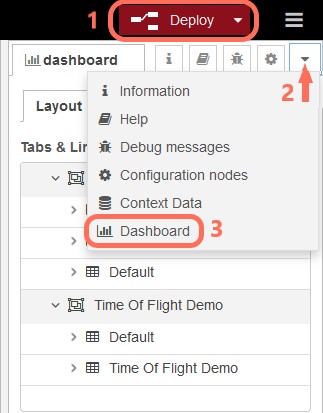 1 Deploy
dashboard
2
Layout
Information
Help
Debug messages
Configuration nodes
Context Data
Dashboard 3
Tabs & Lin
Default
Time Of Flight Demo
Default
Time Of Flight Demo